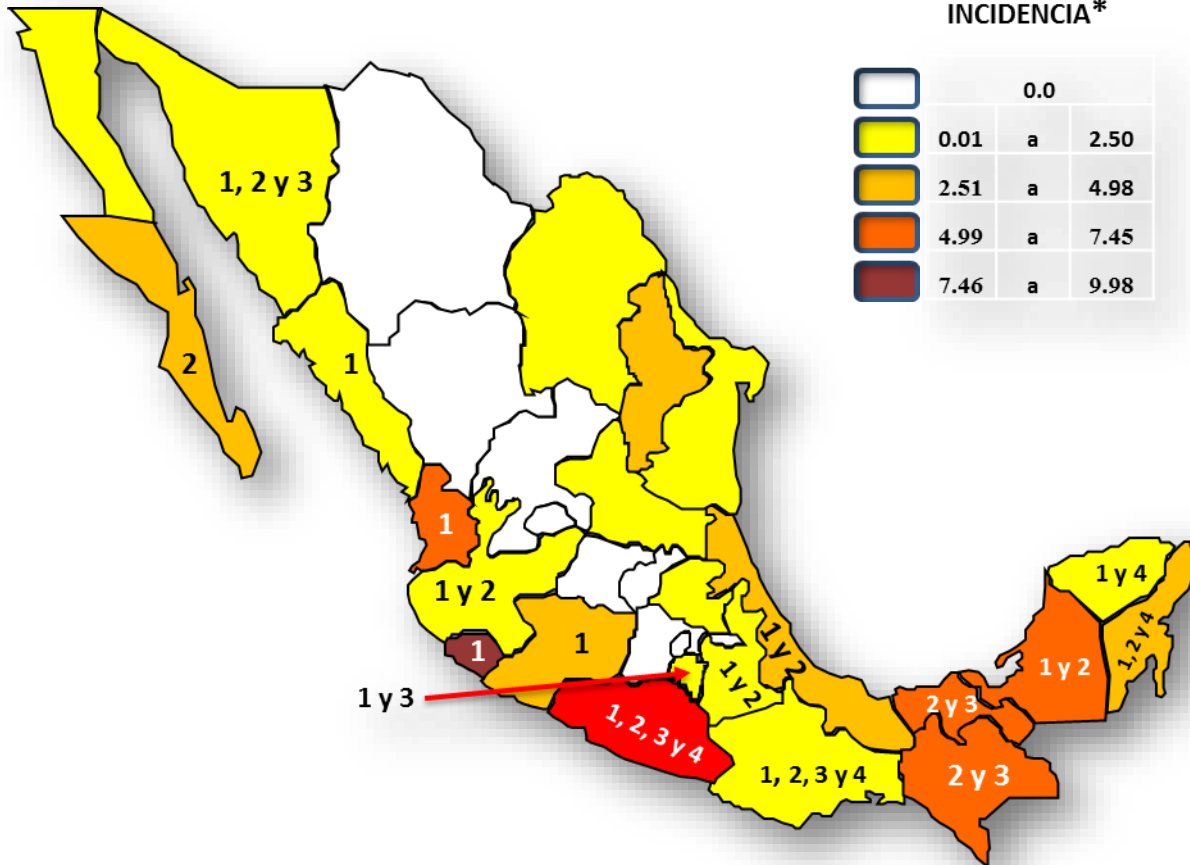 INCIDENCIA*
0.0
0.01 a 2.50
2.51 a 4.98
4.99 a 7.45
7.46 a 9.98
1, 2 y 3
2
1
1
1 y 2
1
1
1 y 3
1, 2, 3 y 4
1 y 2
1 y 2
1, 2, 3 y 4
2 y 3
2 y 3
1 y 2
1 y 4
1, 2 y 4